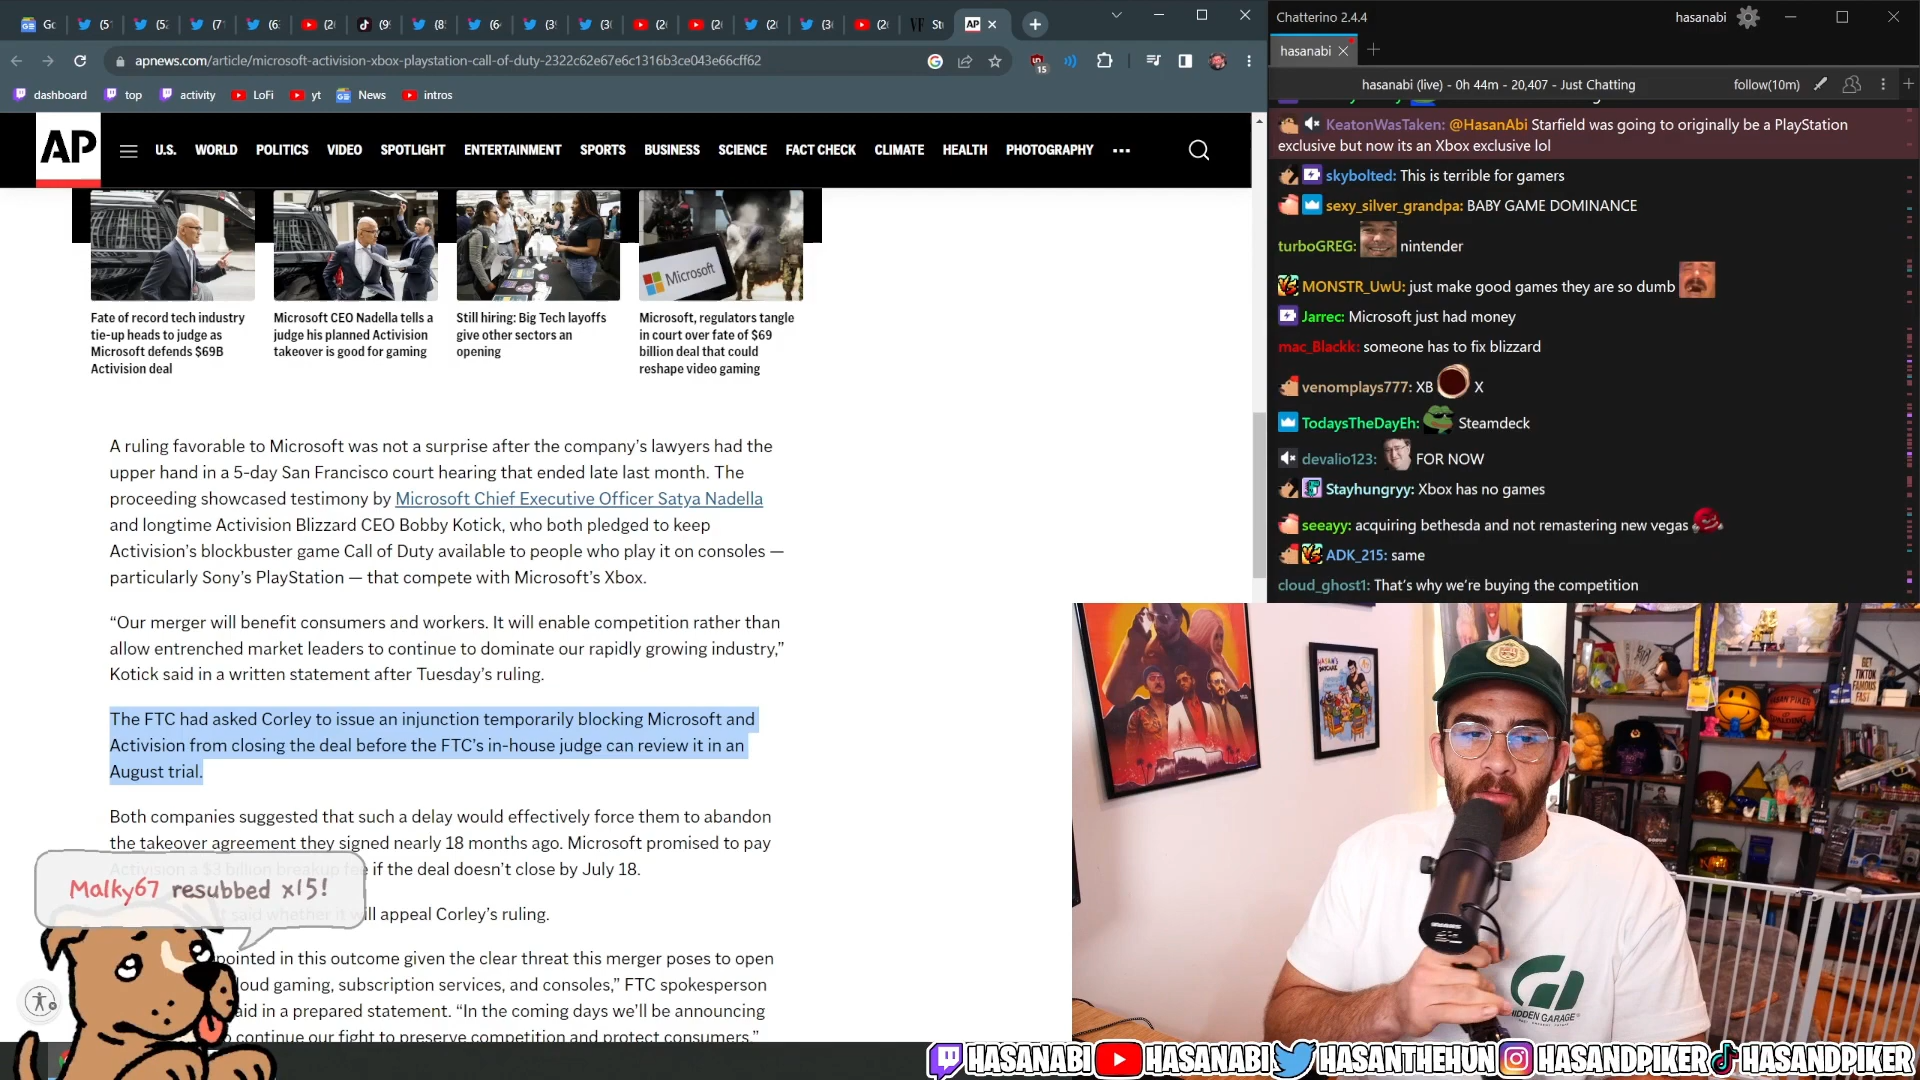 Chatterino 2.4.4
hasanabi
hasanabi
apnews.com/article/microsoft-activision-xbox-playstation-call-of-duty-2322c62e67e6c1316b3ce043e66cff62
15
dashboard top activity LoFi yt News intros
hasanabi (live) - 0h 44m - 20,407 - Just Chatting
follow(10m)
AP
U.S. WORLD POLITICS VIDEO SPOTLIGHT ENTERTAINMENT SPORTS BUSINESS SCIENCE FACT CHECK CLIMATE HEALTH PHOTOGRAPHY
Microsoft
Fate of record tech industry
tie-up heads to judge as
Microsoft defends $69B
Activision deal
Microsoft CEO Nadella tells a
judge his planned Activision
takeover is good for gaming
Still hiring: Big Tech layoffs
give other sectors an
opening
Microsoft, regulators tangle
in court over fate of $69
billion deal that could
reshape video gaming
A ruling favorable to Microsoft was not a surprise after the company’s lawyers had the
upper hand in a 5-day San Francisco court hearing that ended late last month. The
proceeding showcased testimony by Microsoft Chief Executive Officer Satya Nadella
and longtime Activision Blizzard CEO Bobby Kotick, who both pledged to keep
Activision’s blockbuster game Call of Duty available to people who play it on consoles —
particularly Sony’s PlayStation — that compete with Microsoft’s Xbox.
“Our merger will benefit consumers and workers. It will enable competition rather than
allow entrenched market leaders to continue to dominate our rapidly growing industry,”
Kotick said in a written statement after Tuesday’s ruling.
The FTC had asked Corley to issue an injunction temporarily blocking Microsoft and
Activision from closing the deal before the FTC’s in-house judge can review it in an
August trial.
Both companies suggested that such a delay would effectively force them to abandon
the takeover agreement they signed nearly 18 months ago. Microsoft promised to pay
Activision a $3 billion breakup fee if the deal doesn’t close by July 18.
said whether it will appeal Corley’s ruling.
pointed in this outcome given the clear threat this merger poses to open
loud gaming, subscription services, and consoles,” FTC spokesperson
aid in a prepared statement. “In the coming days we’ll be announcing
o continue our fight to preserve competition and protect consumers.”
Malky67 resubbed x15!
KeatonWasTaken: @HasanAbi Starfield was going to originally be a PlayStation
exclusive but now its an Xbox exclusive lol
skybolted: This is terrible for gamers
sexy_silver_grandpa: BABY GAME DOMINANCE
turboGREG: nintender
MONSTR_UwU: just make good games they are so dumb
Jarrec: Microsoft just had money
mac_Blackk: someone has to fix blizzard
venomplays777: XB X
TodaysTheDayEh: Steamdeck
devalio123: FOR NOW
Stayhungryy: Xbox has no games
seeayy: acquiring bethesda and not remastering new vegas
ADK_215: same
cloud_ghost1: That’s why we’re buying the competition
GET
TIKTOK
FAMOUS
FAST
HIDDEN GARAGE
HASANABI HASANABI HASANTHEHUN HASANDPIKER HASANDPIKER